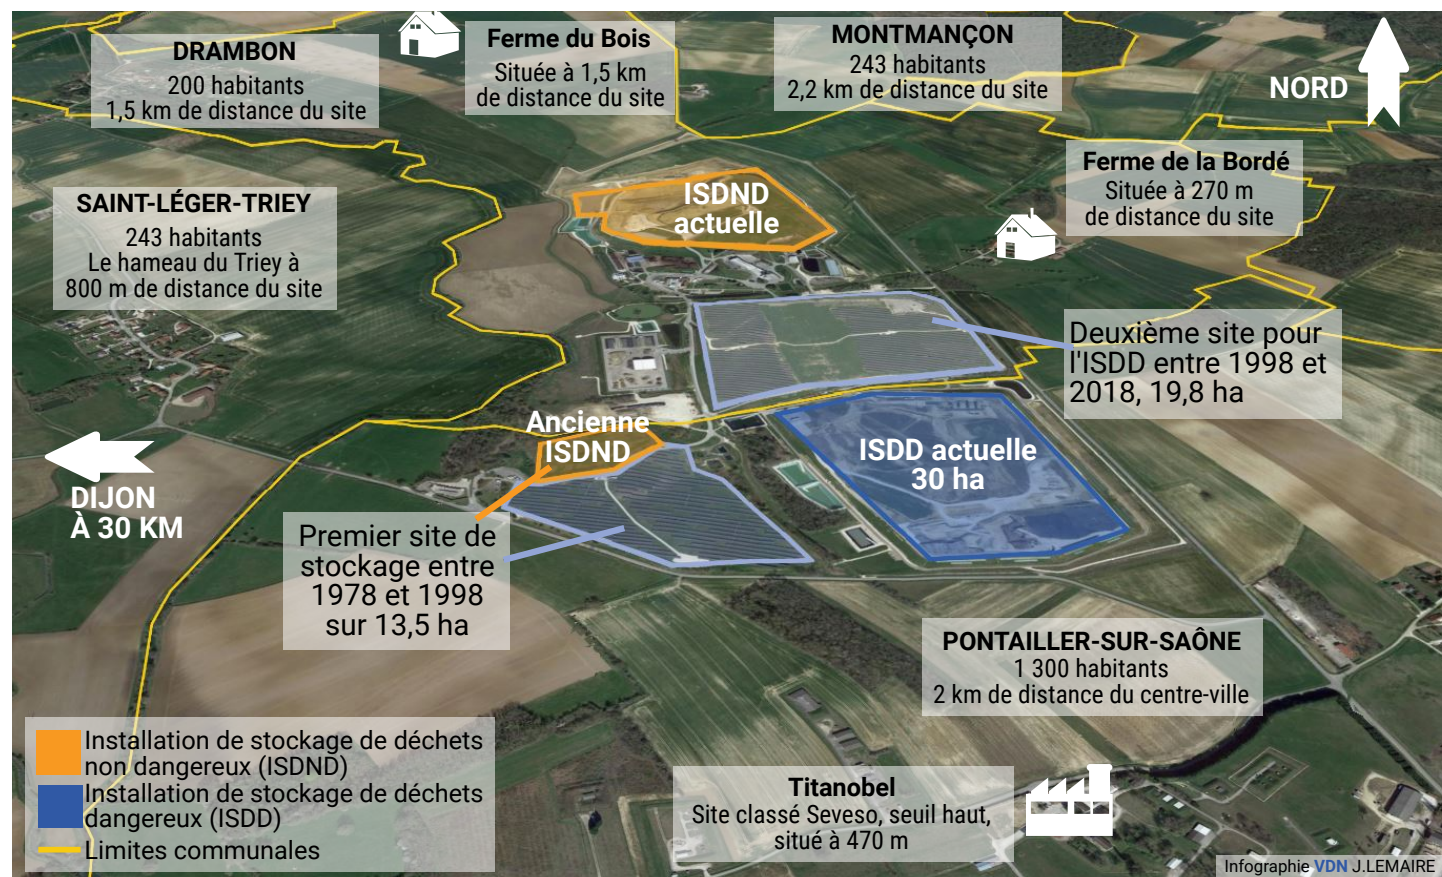 DRAMBON
200 habitants
1,5 km de distance du site
Ferme du Bois
Située à 1,5 km
de distance du site
MONTMANÇON
243 habitants
2,2 km de distance du site
NORD
Ferme de la Bordé
Située à 270 m
de distance du site
SAINT-LÉGER-TRIEY
243 habitants
Le hameau du Triey à
800 m de distance du site
ISDND
actuelle
Deuxième site pour
l'ISDD entre 1998 et
2018, 19,8 ha
Ancienne
ISDND
ISDD actuelle
30 ha
DIJON
À 30 KM
Premier site de
stockage entre
1978 et 1998
sur 13,5 ha
PONTAILLER-SUR-SAÔNE
1 300 habitants
2 km de distance du centre-ville
Installation de stockage de déchets
non dangereux (ISDND)
Installation de stockage de déchets
dangereux (ISDD)
Limites communales
Titanobel
Site classé Seveso, seuil haut,
situé à 470 m
Infographie VDN J.LEMAIRE